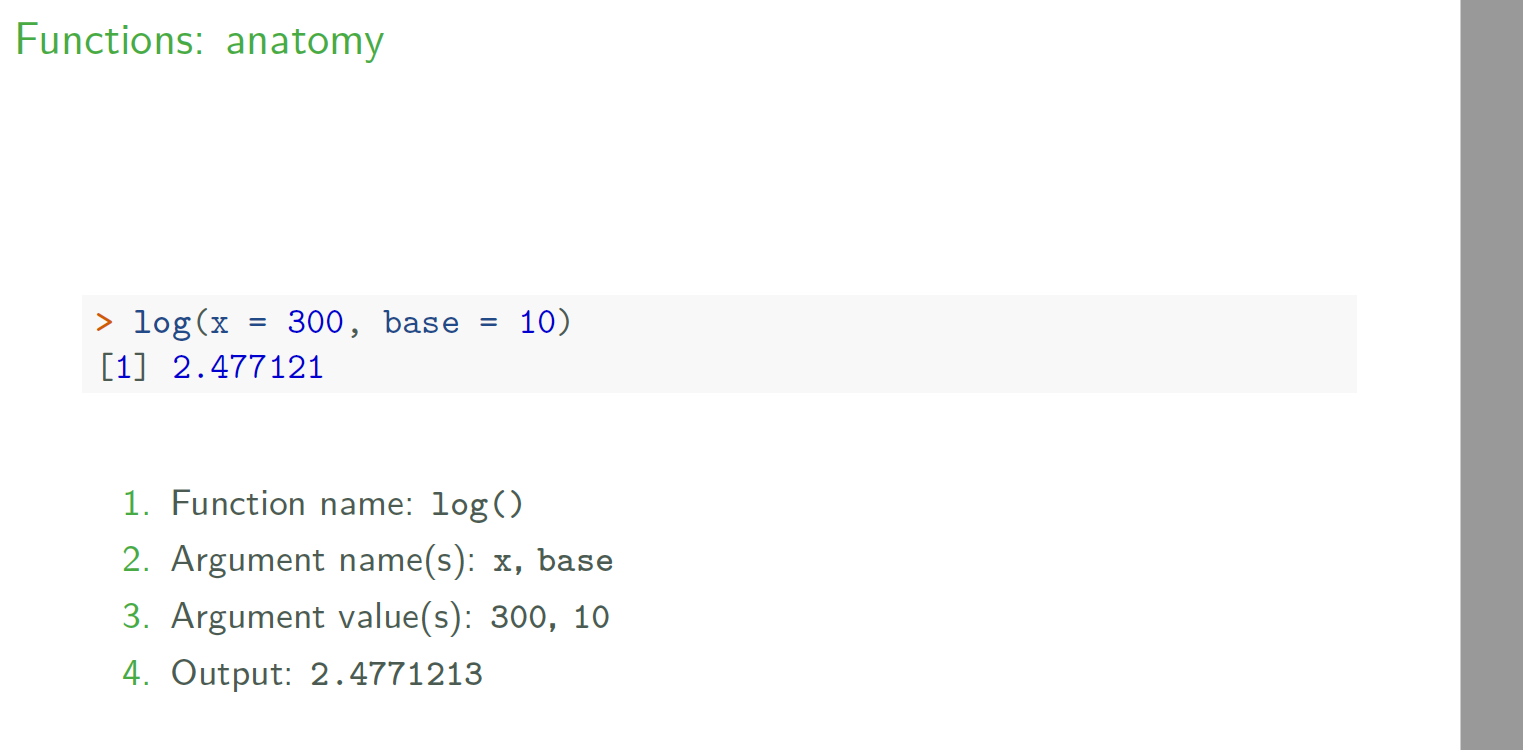 Functions: anatomy
> log(x = 300, base = 10)
[1] 2.477121
1. Function name: log()
2. Argument name(s): x, base
3. Argument value(s): 300, 10
4. Output: 2.4771213